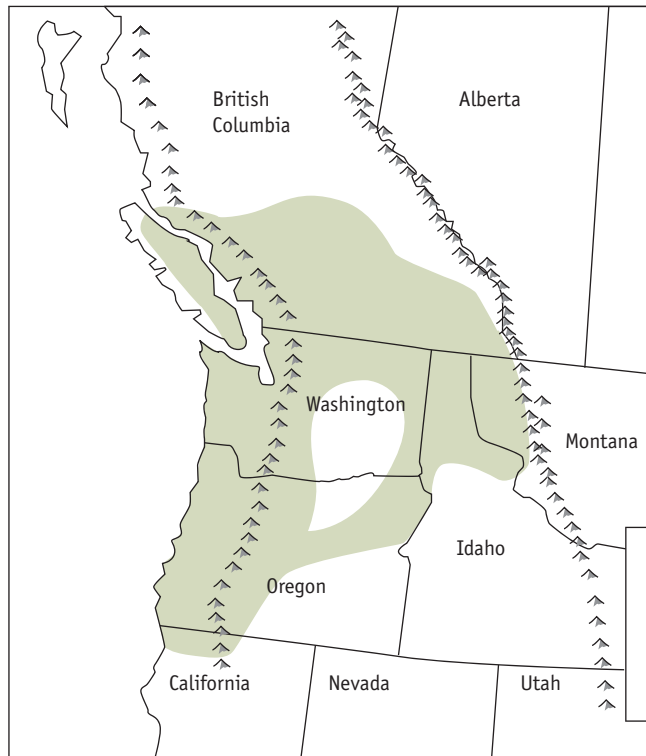 British
Columbia
Alberta
Washington
Montana
Idaho
Oregon
California
Nevada
Utah